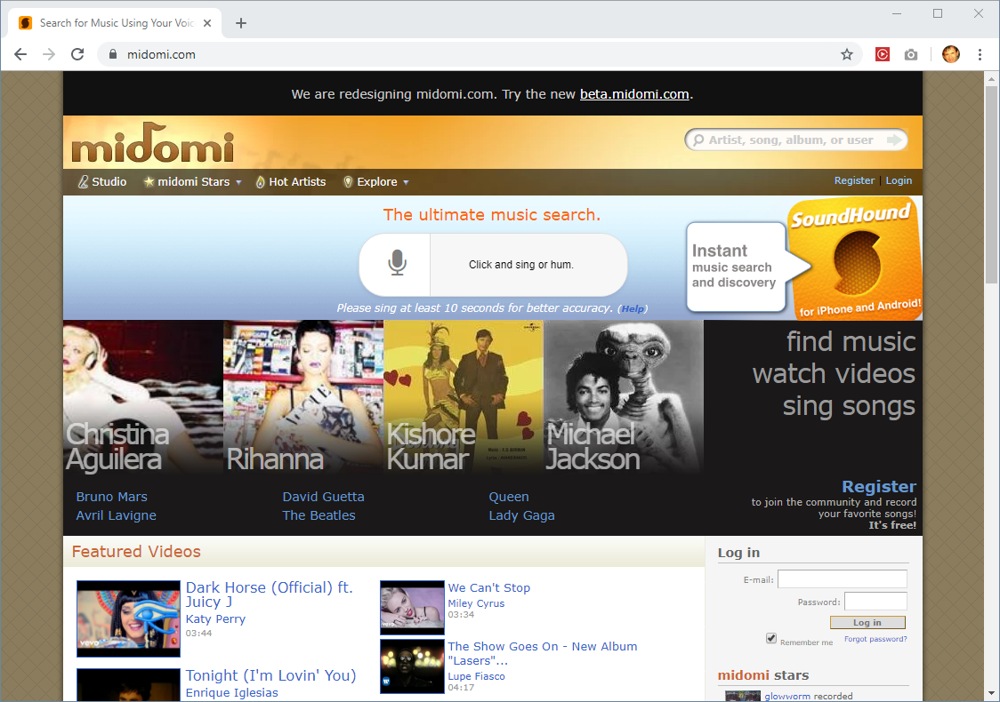 Search for Music Using Your Voic
midomi.com
We are redesigning midomi.com. Try the new beta.midomi.com.
midomi
Artist, song, album, or user
Studio midomi Stars Hot Artists Explore
Register | Login
The ultimate music search.
Click and sing or hum.
Please sing at least 10 seconds for better accuracy. (Help)
Instant
music search
and discovery
SoundHound
for iPhone and Android!
Christina
Aguilera
Rihanna
Kishore
Kumar
Michael
Jackson
find music
watch videos
sing songs
Bruno Mars
Avril Lavigne
David Guetta
The Beatles
Queen
Lady Gaga
Register
to join the community and record
your favorite songs!
It's free!
Featured Videos
Dark Horse (Official) ft.
Juicy J
Katy Perry
03:44
We Can't Stop
Miley Cyrus
03:34
The Show Goes On - New Album
"Lasers"...
Lupe Fiasco
04:17
Tonight (I'm Lovin' You)
Enrique Iglesias
Log in
E-mail:
Password:
Log in
Remember me
Forgot password?
midomi stars
glowworm recorded